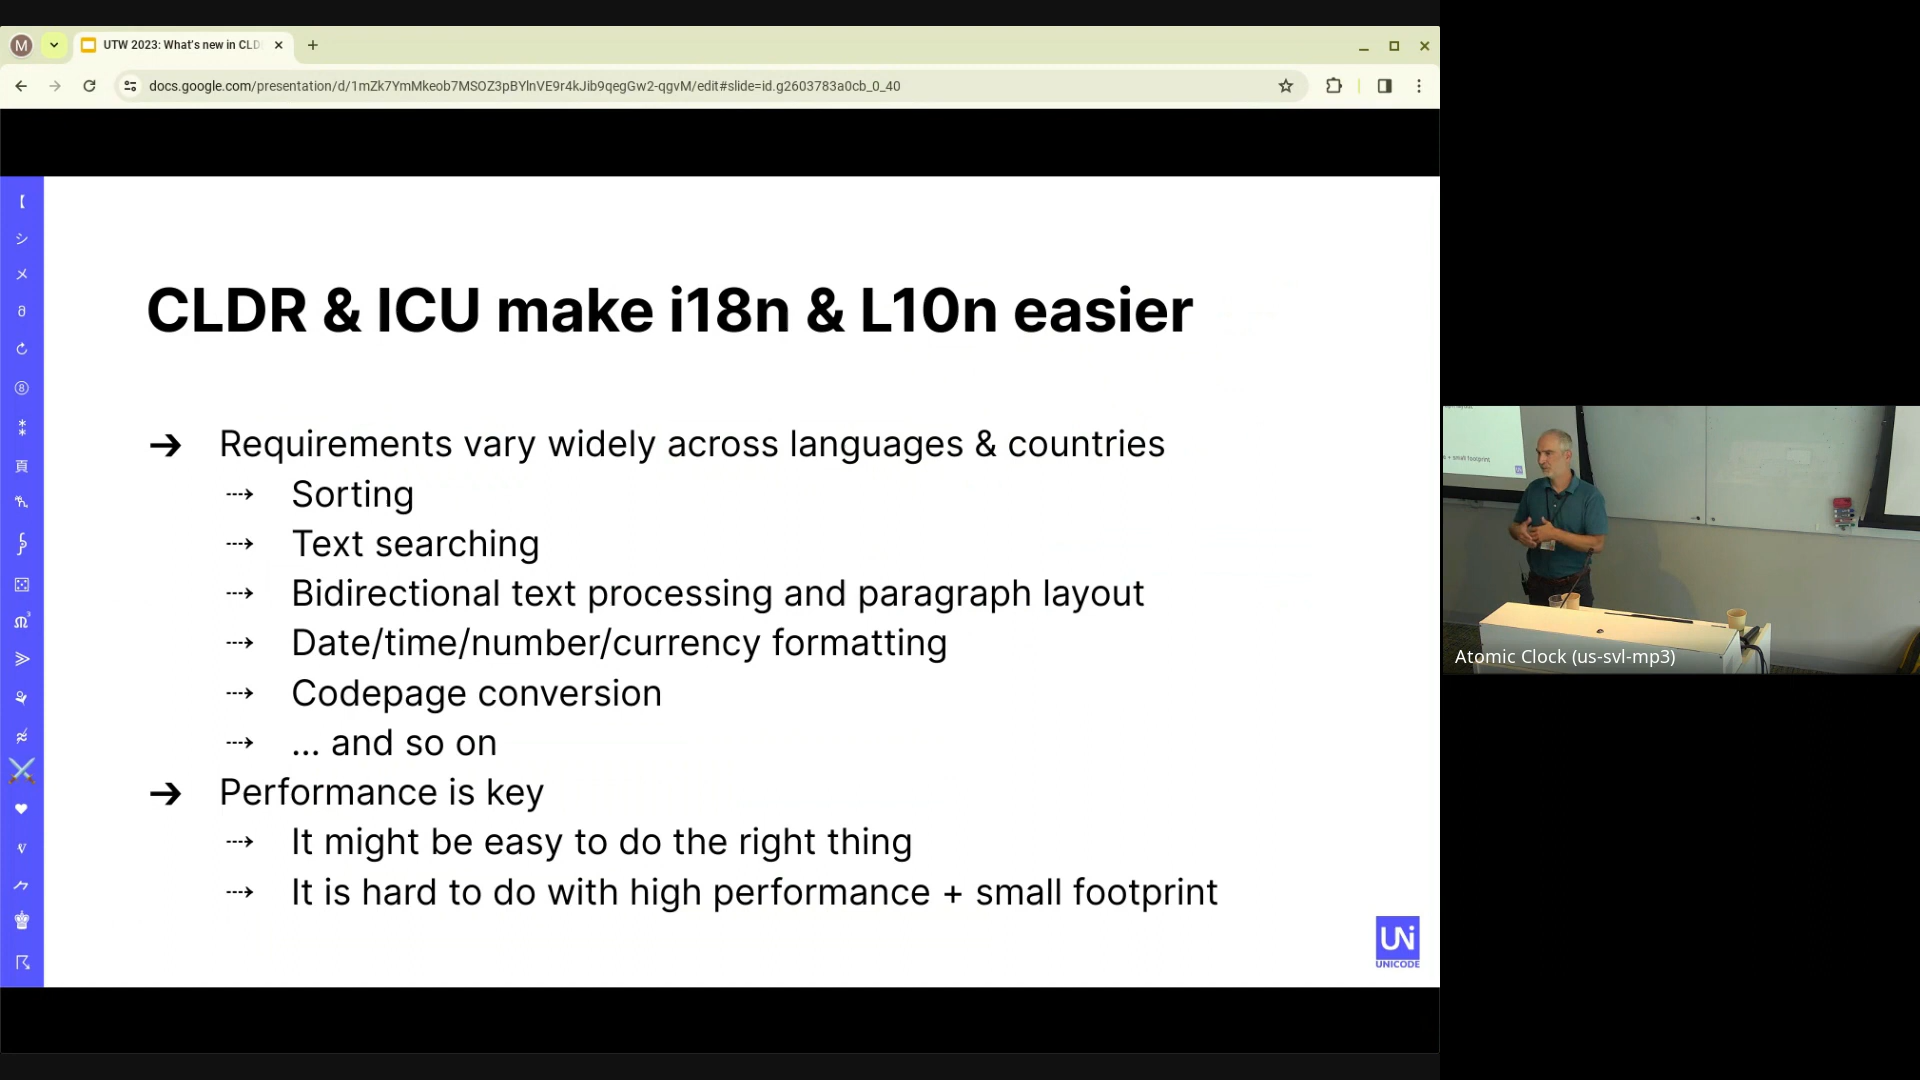 M
UTW 2023: What's new in CLD
docs.google.com/presentation/d/1mZk7YmMkeob7MSOZ3pBYlnVE9r4kJib9qegGw2-qgvM/edit#slide=id.g2603783a0cb_0_40
CLDR & ICU make i18n & L10n easier
➔ Requirements vary widely across languages & countries
⤏ Sorting
⤏ Text searching
⤏ Bidirectional text processing and paragraph layout
⤏ Date/time/number/currency formatting
⤏ Codepage conversion
⤏ ... and so on
➔ Performance is key
⤏ It might be easy to do the right thing
⤏ It is hard to do with high performance + small footprint
UNi
UNICODE
+ small footprint
Atomic Clock (us-svl-mp3)